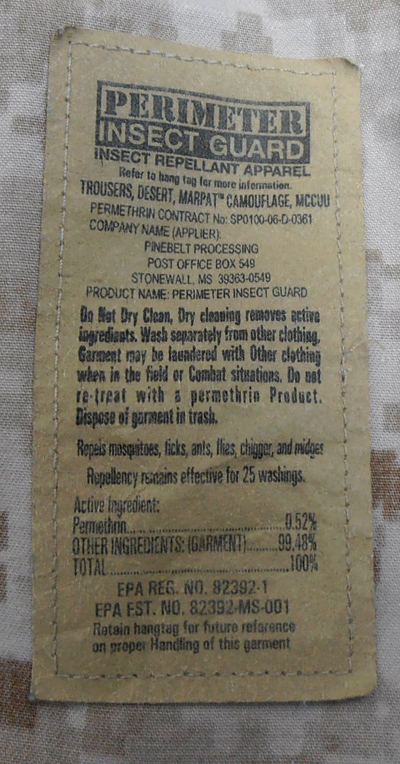 PERIMETER
INSECT GUARD
INSECT REPELLANT APPAREL
Refer to hang tag for more information.
TROUSERS, DESERT, MARPAT™ CAMOUFLAGE, MCCUU
PERMETHRIN CONTRACT No: SP0100-06-D-0361
COMPANY NAME (APPLIER):
PINEBELT PROCESSING
POST OFFICE BOX 549
STONEWALL, MS 39363-0549
PRODUCT NAME: PERIMETER INSECT GUARD
Do Not Dry Clean, Dry cleaning removes active
ingredients. Wash separately from other clothing.
Garment may be laundered with Other clothing
when in the field or Combat situations. Do not
re-treat with a permethrin Product.
Dispose of garment in trash.
Repels mosquitoes, ticks, ants, flies, chigger, and midges
Repellency remains effective for 25 washings.
Active Ingredient:
Permethrin..............................0.52%
OTHER INGREDIENTS: (GARMENT)........99.48%
TOTAL.......................................100%
EPA REG. NO. 82392-1
EPA EST. NO. 82392-MS-001
Retain hangtag for future reference
on proper Handling of this garment